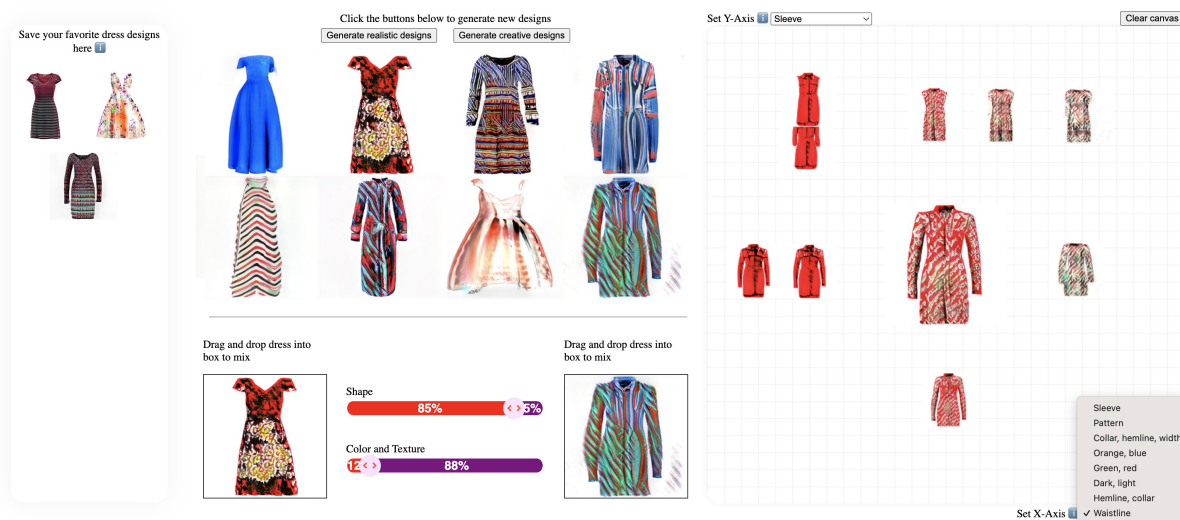 Save your favorite dress designs
here i
Click the buttons below to generate new designs
Generate realistic designs
Generate creative designs
Set Y-Axis i Sleeve
Clear canvas
Drag and drop dress into
box to mix
Shape
85%
5%
Color and Texture
12
88%
Drag and drop dress into
box to mix
Sleeve
Pattern
Collar, hemline, width
Orange, blue
Green, red
Dark, light
Hemline, collar
✓ Waistline
Set X-Axis i